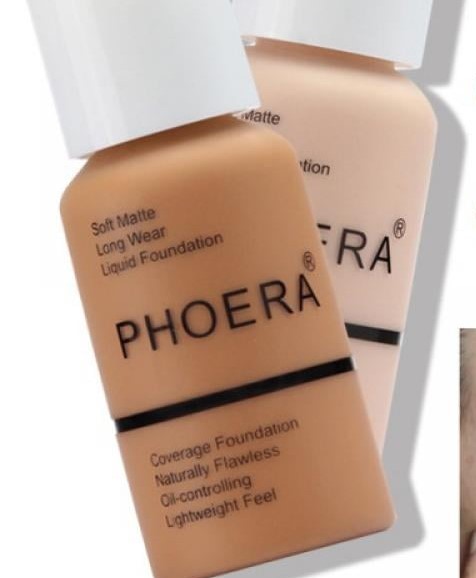 Soft Matte
Long Wear
Liquid Foundation
PHOERA®
Coverage Foundation
Naturally Flawless
Oil-controlling
Lightweight Feel
Matte
tion
ERA®